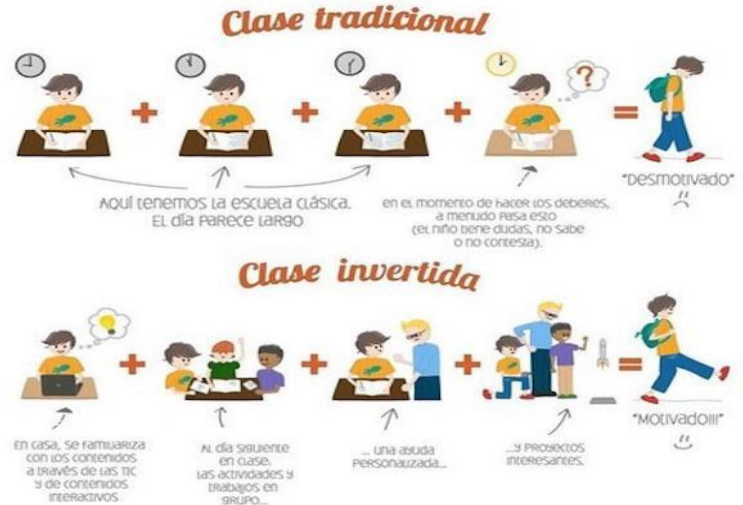 Clase tradicional
?
"Desmotivado"
Aquí tenemos la escuela clásica.
El día parece largo
en el momento de hacer los deberes,
a menudo pasa esto
(el niño tiene dudas, no sabe
o no contesta).
Clase invertida
"Motivado!!!"
En casa, se familiariza
con los contenidos
a través de las TIC
y de contenidos
interactivos
Al día siguiente
en clase,
las actividades y
trabajos en
grupo...
... una ayuda
personalizada...
...y proyectos
interesantes.